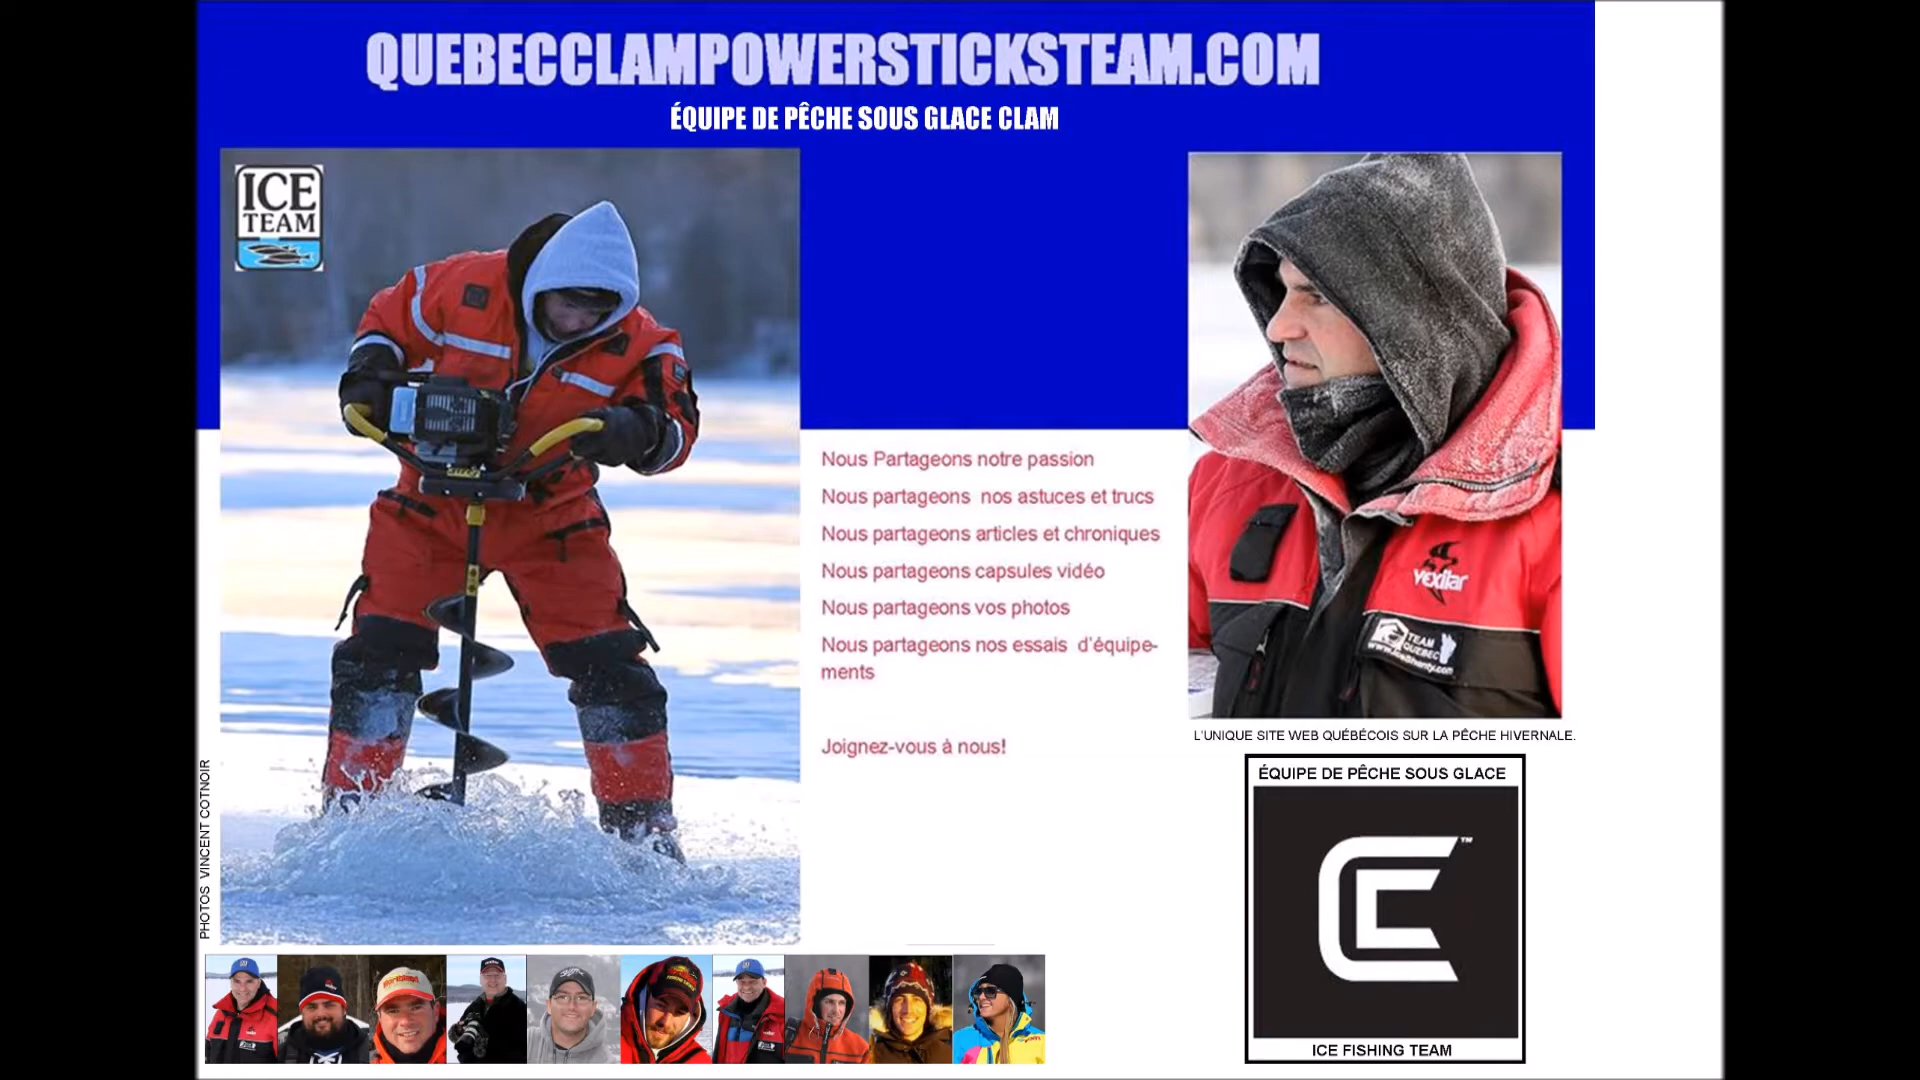 QUEBECCLAMPOWERSTICKSTEAM.COM
ÉQUIPE DE PÊCHE SOUS GLACE CLAM
ICE
TEAM
Nous Partageons notre passion
Nous partageons nos astuces et trucs
Nous partageons articles et chroniques
Nous partageons capsules vidéo
Nous partageons vos photos
Nous partageons nos essais d'équipe-
ments
Joignez-vous à nous!
vexilar
TEAM
QUEBEC
L'UNIQUE SITE WEB QUÉBÉCOIS SUR LA PÊCHE HIVERNALE.
ÉQUIPE DE PÊCHE SOUS GLACE
CE™
ICE FISHING TEAM
PHOTOS VINCENT COTNOIR